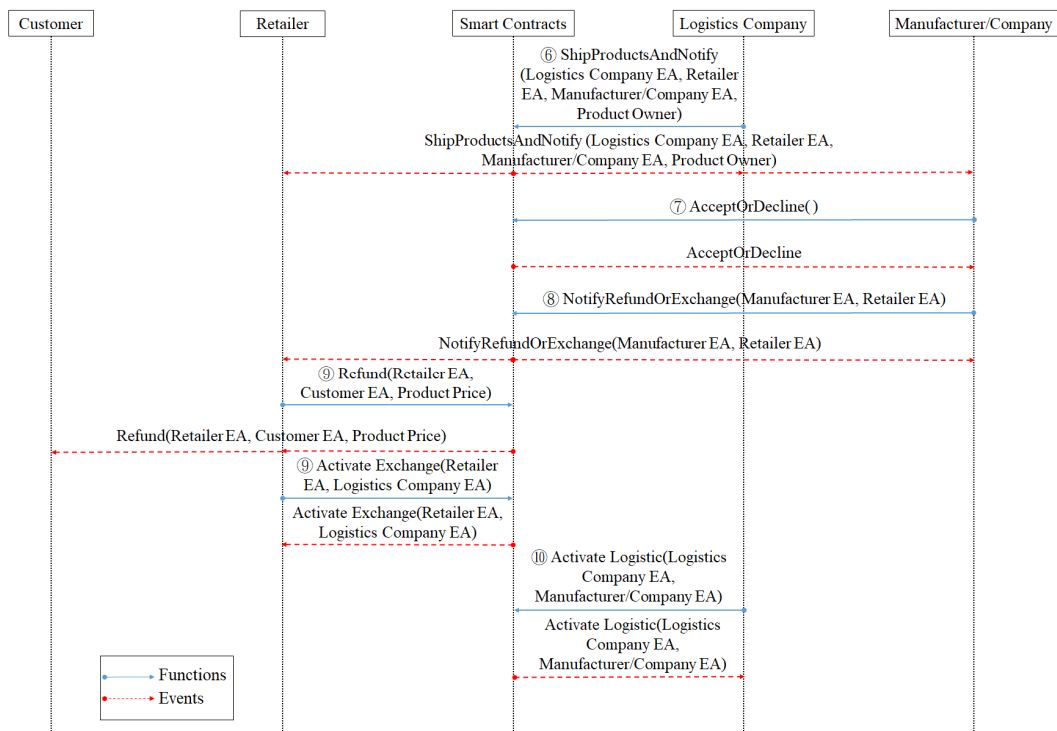 Customer
Retailer
Smart Contracts
Logistics Company
Manufacturer/Company
⑥ ShipProductsAndNotify
(Logistics Company EA, Retailer
EA, Manufacturer/Company EA,
Product Owner)
ShipProductsAndNotify (Logistics Company EA, Retailer EA,
Manufacturer/Company EA, Product Owner)
⑦ AcceptOrDecline( )
AcceptOrDecline
⑧ NotifyRefundOrExchange(Manufacturer EA, Retailer EA)
NotifyRefundOrExchange(Manufacturer EA, Retailer EA)
⑨ Refund(Retailer EA,
Customer EA, Product Price)
Refund(Retailer EA, Customer EA, Product Price)
⑨ Activate Exchange(Retailer
EA, Logistics Company EA)
Activate Exchange(Retailer EA,
Logistics Company EA)
⑩ Activate Logistic(Logistics
Company EA,
Manufacturer/Company EA)
Activate Logistic(Logistics
Company EA,
Manufacturer/Company EA)
Functions
Events